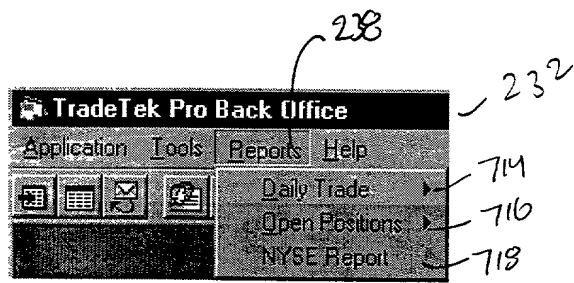 238
TradeTek Pro Back Office
232
Application Tools Reports Help
Daily Trade 714
Open Positions 716
NYSE Report 718